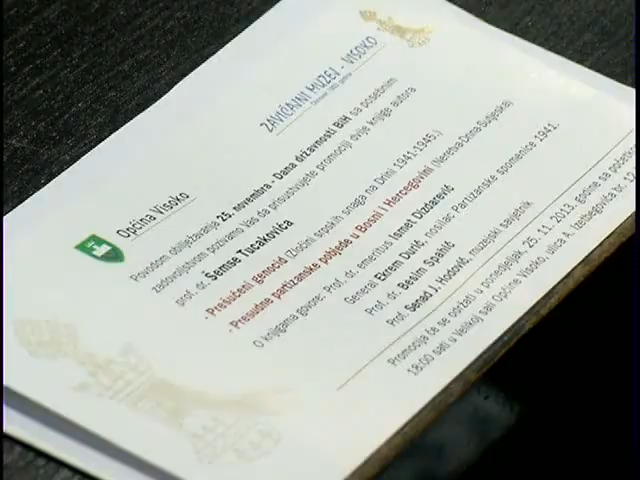 ZAVIČAJNI MUZEJ - VISOKO
Općina Visoko
Povodom obilježavanja 25. novembra - Dana državnosti BiH sa posebnim
zadovoljstvom pozivamo Vas da prisustvujete promociji dvije knjige autora
prof. dr. Šemse Tucakovića
- Prešućeni genocid (Zločini srpskih snaga na Drini 1941-1945.)
- Presudne partizanske pobjede u Bosni i Hercegovini (Neretva-Drina-Sutjeska)
O knjigama govore: Prof. dr. emeritus Ismet Dizdarević
General Ekrem Durić, nosilac Partizanske spomenice 1941.
Prof. dr. Besim Spahić
Prof. Senad J. Hodović, muzejski savjetnik
Promocija će se održati u ponedjeljak, 25. 11. 2013. godine sa početkom
18:00 sati u Velikoj sali Općine Visoko, ulica A. Izetbegovića br. 12